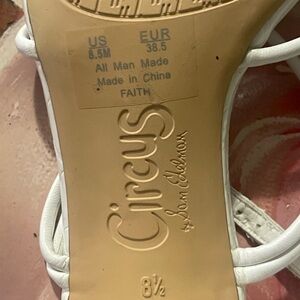 US EUR
8.5M 38.5
All Man Made
Made in China
FAITH
Circus
by Sam Edelman
8½